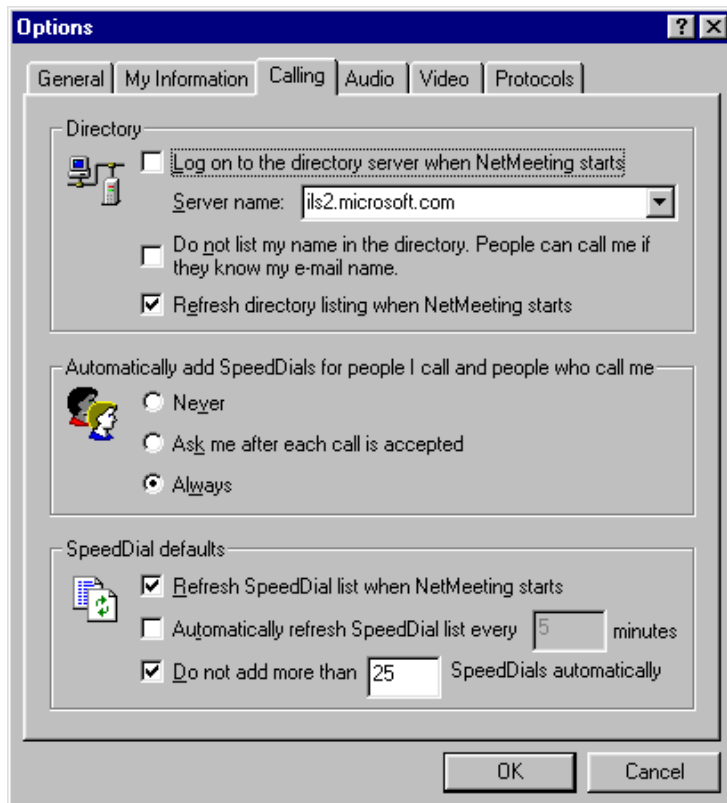 Options
General My Information Calling Audio Video Protocols
Directory
Log on to the directory server when NetMeeting starts
Server name: ils2.microsoft.com
Do not list my name in the directory. People can call me if
they know my e-mail name.
Refresh directory listing when NetMeeting starts
Automatically add SpeedDials for people I call and people who call me
Never
Ask me after each call is accepted
Always
SpeedDial defaults
Refresh SpeedDial list when NetMeeting starts
Automatically refresh SpeedDial list every 5 minutes
Do not add more than 25 SpeedDials automatically
OK Cancel